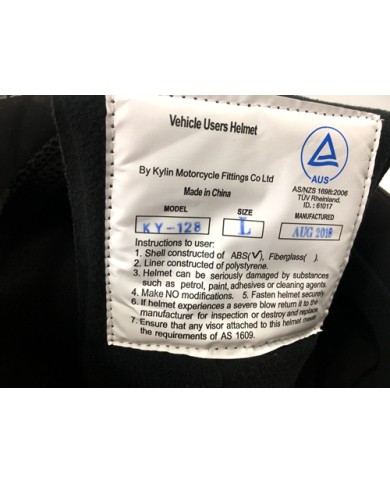 Vehicle Users Helmet
AUS
By Kylin Motorcycle Fittings Co Ltd
Made in China
AS/NZS 1698:2006
TÜV Rheinland.
ID.: 61017
MODEL SIZE MANUFACTURED
KY-128 L AUG 2018
Instructions to user:
1. Shell constructed of ABS(✓), Fiberglass( ).
2. Liner constructed of polystyrene.
3. Helmet can be seriously damaged by substances
such as petrol, paint, adhesives or cleaning agents.
4. Make NO modifications. 5. Fasten helmet securely
6. If helmet experiences a severe blow return it to the
manufacturer for inspection or destroy and replace
7. Ensure that any visor attached to this helmet meets
the requirements of AS 1609.